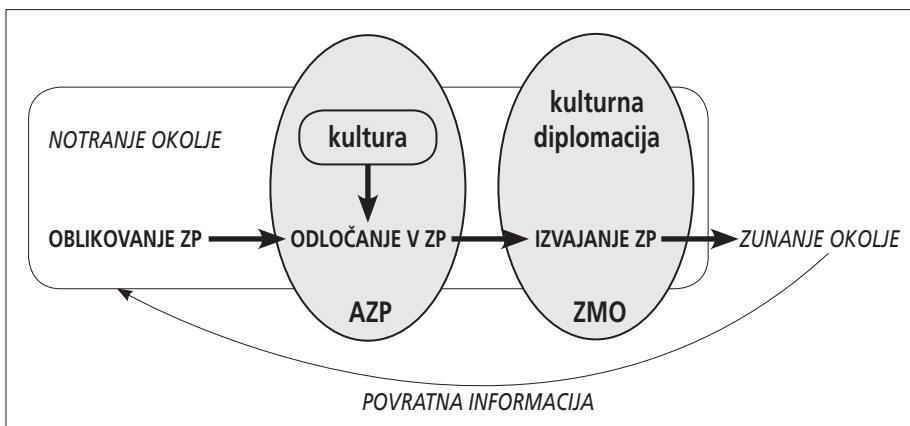 kulturna
diplomacija
NOTRANJE OKOLJE
kultura
OBLIKOVANJE ZP
ODLOČANJE V ZP
IZVAJANJE ZP
ZUNANJE OKOLJE
AZP
ZMO
POVRATNA INFORMACIJA